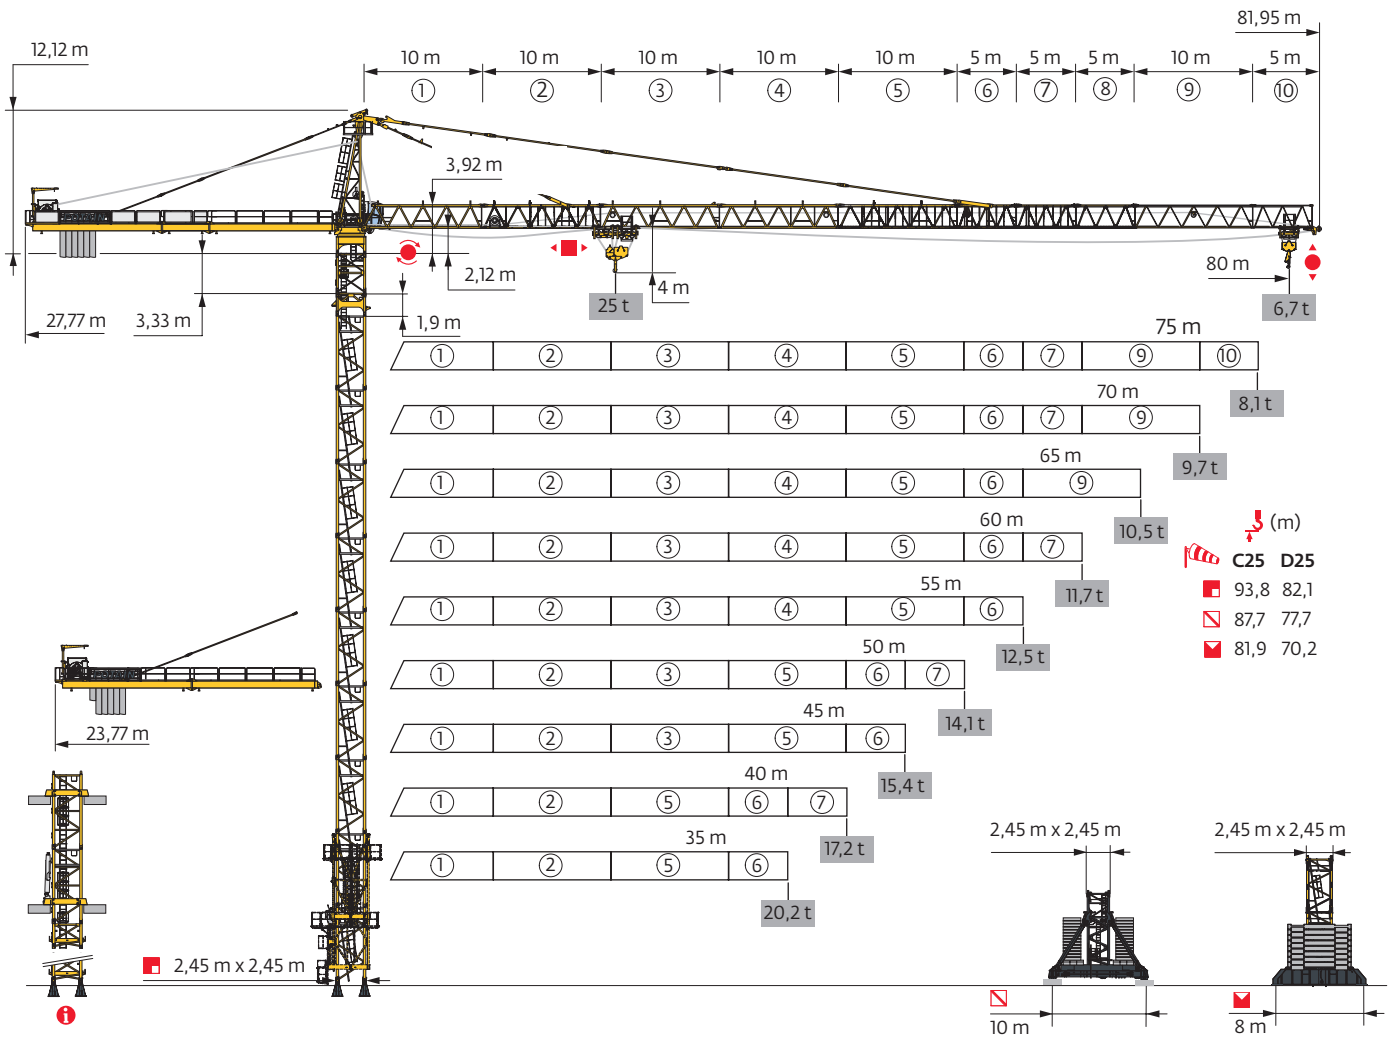 81,95 m
12,12 m
10 m 10 m 10 m 10 m 10 m 5 m 5 m 5 m 10 m 5 m
1 2 3 4 5 6 7 8 9 10
3,92 m
2,12 m
4 m
80 m
25 t
6,7 t
27,77 m
3,33 m
1,9 m
75 m
1 2 3 4 5 6 7 9 10
8,1 t
70 m
1 2 3 4 5 6 7 9
9,7 t
65 m
1 2 3 4 5 6 9
10,5 t
60 m
1 2 3 4 5 6 7
11,7 t
55 m
1 2 3 4 5 6
12,5 t
50 m
1 2 3 5 6 7
14,1 t
45 m
1 2 3 5 6
15,4 t
40 m
1 2 5 6 7
17,2 t
35 m
1 2 5 6
20,2 t
(m)
C25 D25
93,8 82,1
87,7 77,7
81,9 70,2
23,77 m
2,45 m x 2,45 m
i
2,45 m x 2,45 m
10 m
2,45 m x 2,45 m
8 m